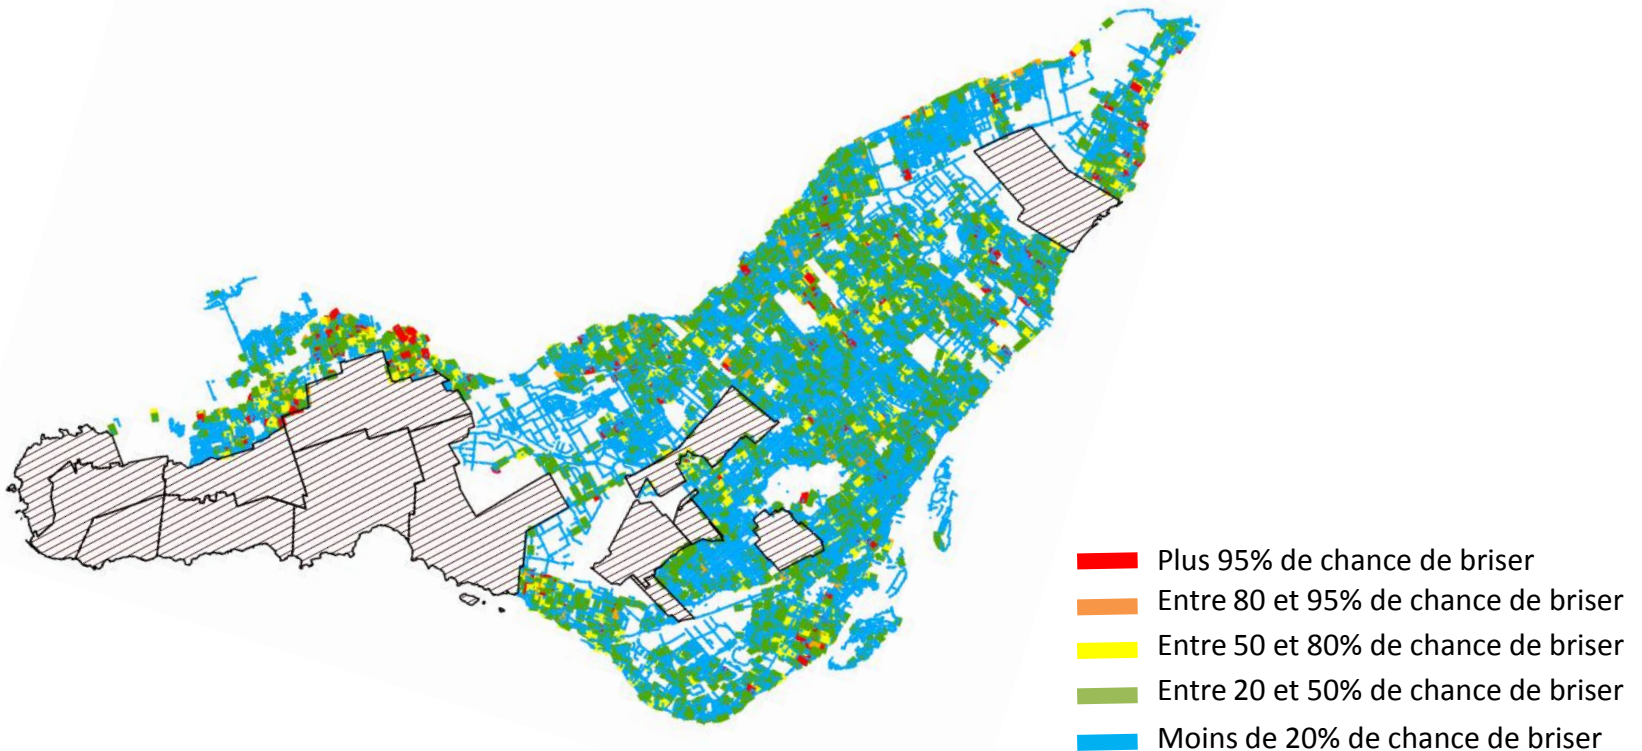 Plus 95% de chance de briser
Entre 80 et 95% de chance de briser
Entre 50 et 80% de chance de briser
Entre 20 et 50% de chance de briser
Moins de 20% de chance de briser